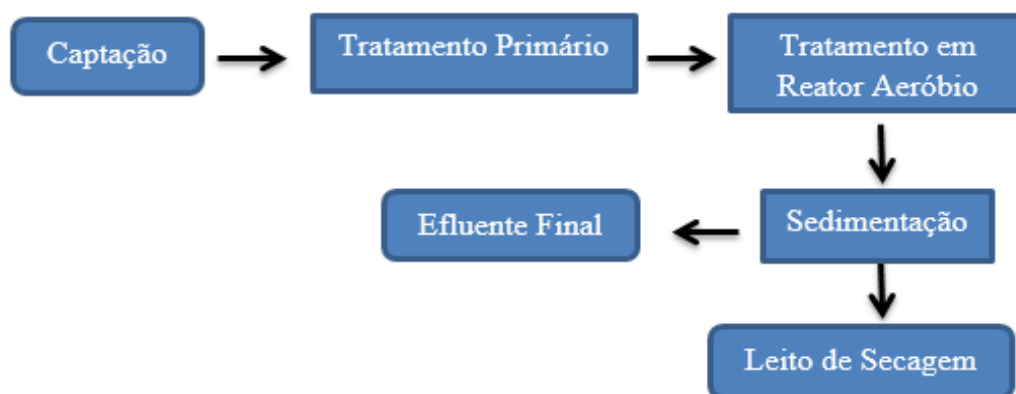 Captação
Tratamento Primário
Tratamento em
Reator Aeróbio
Sedimentação
Efluente Final
Leito de Secagem